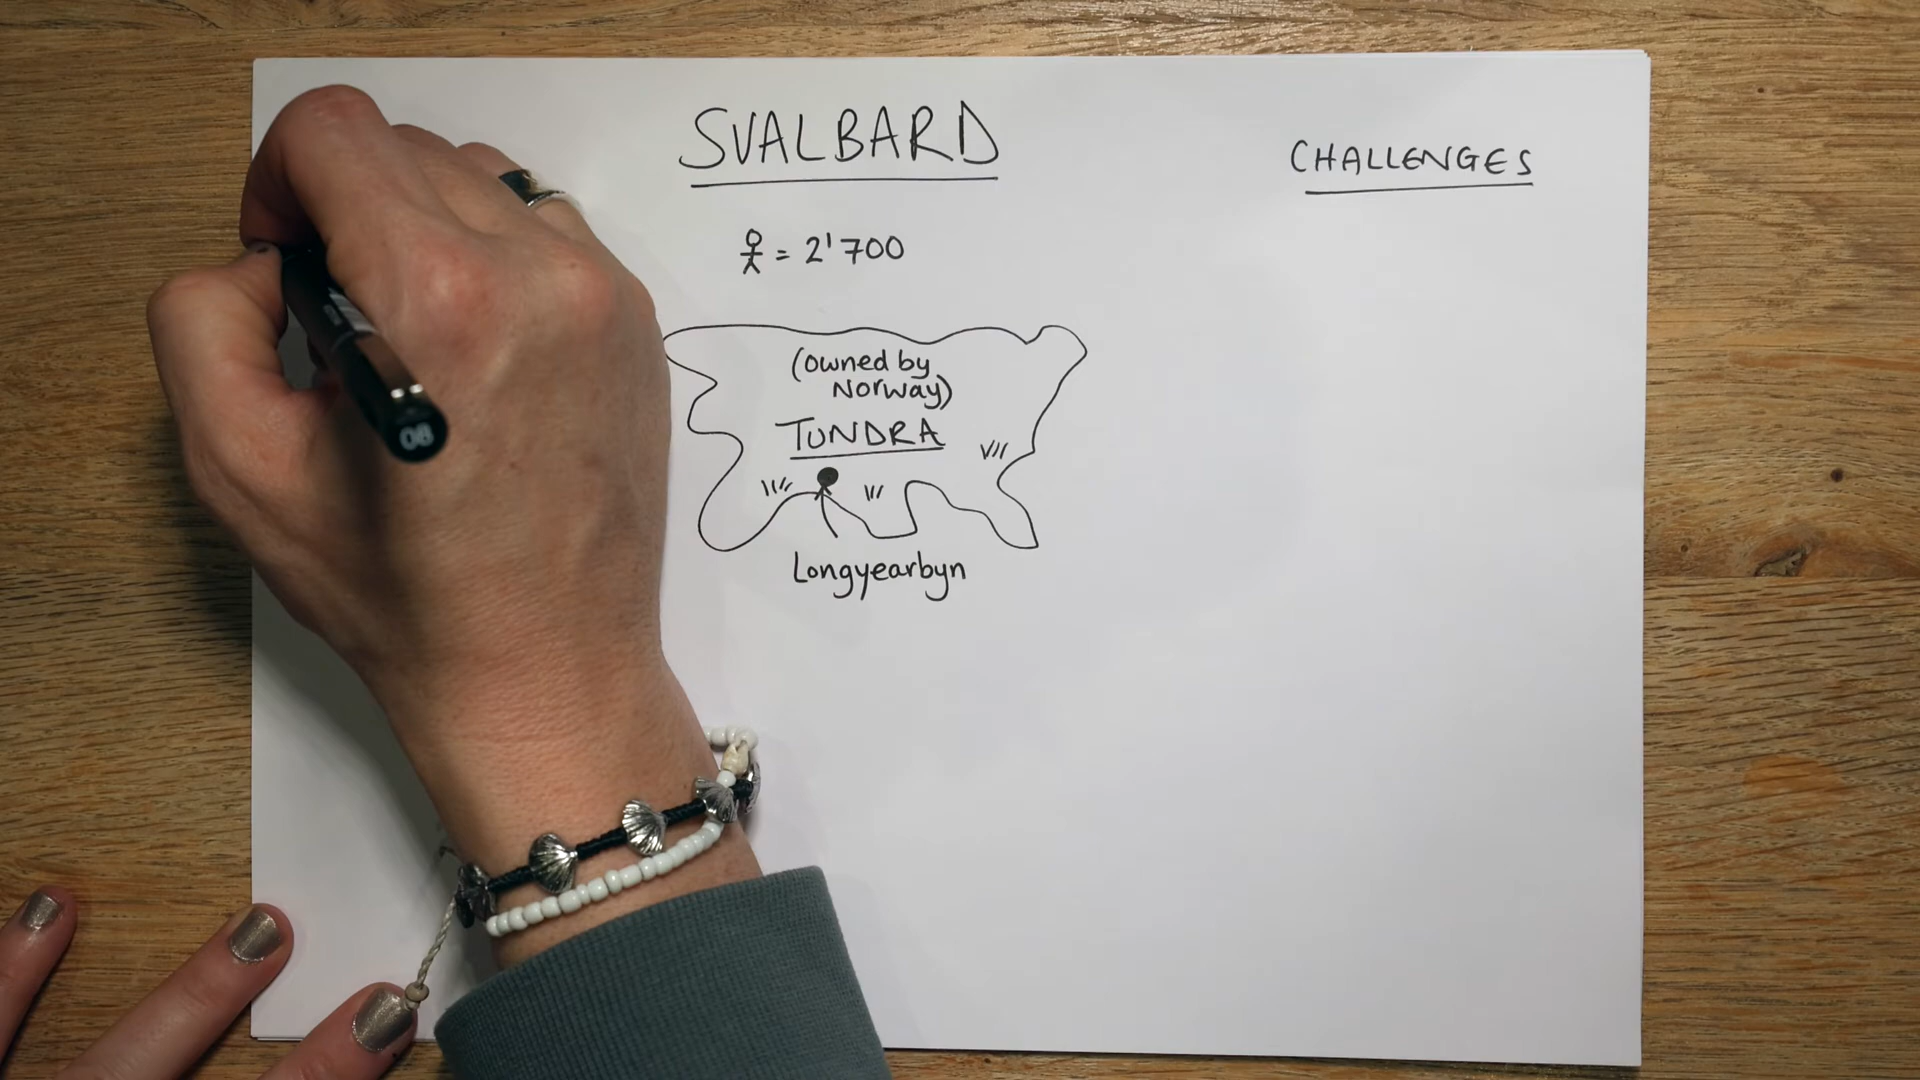 SVALBARD
CHALLENGES
= 2'700
(owned by
Norway)
TUNDRA
Longyearbyn
08